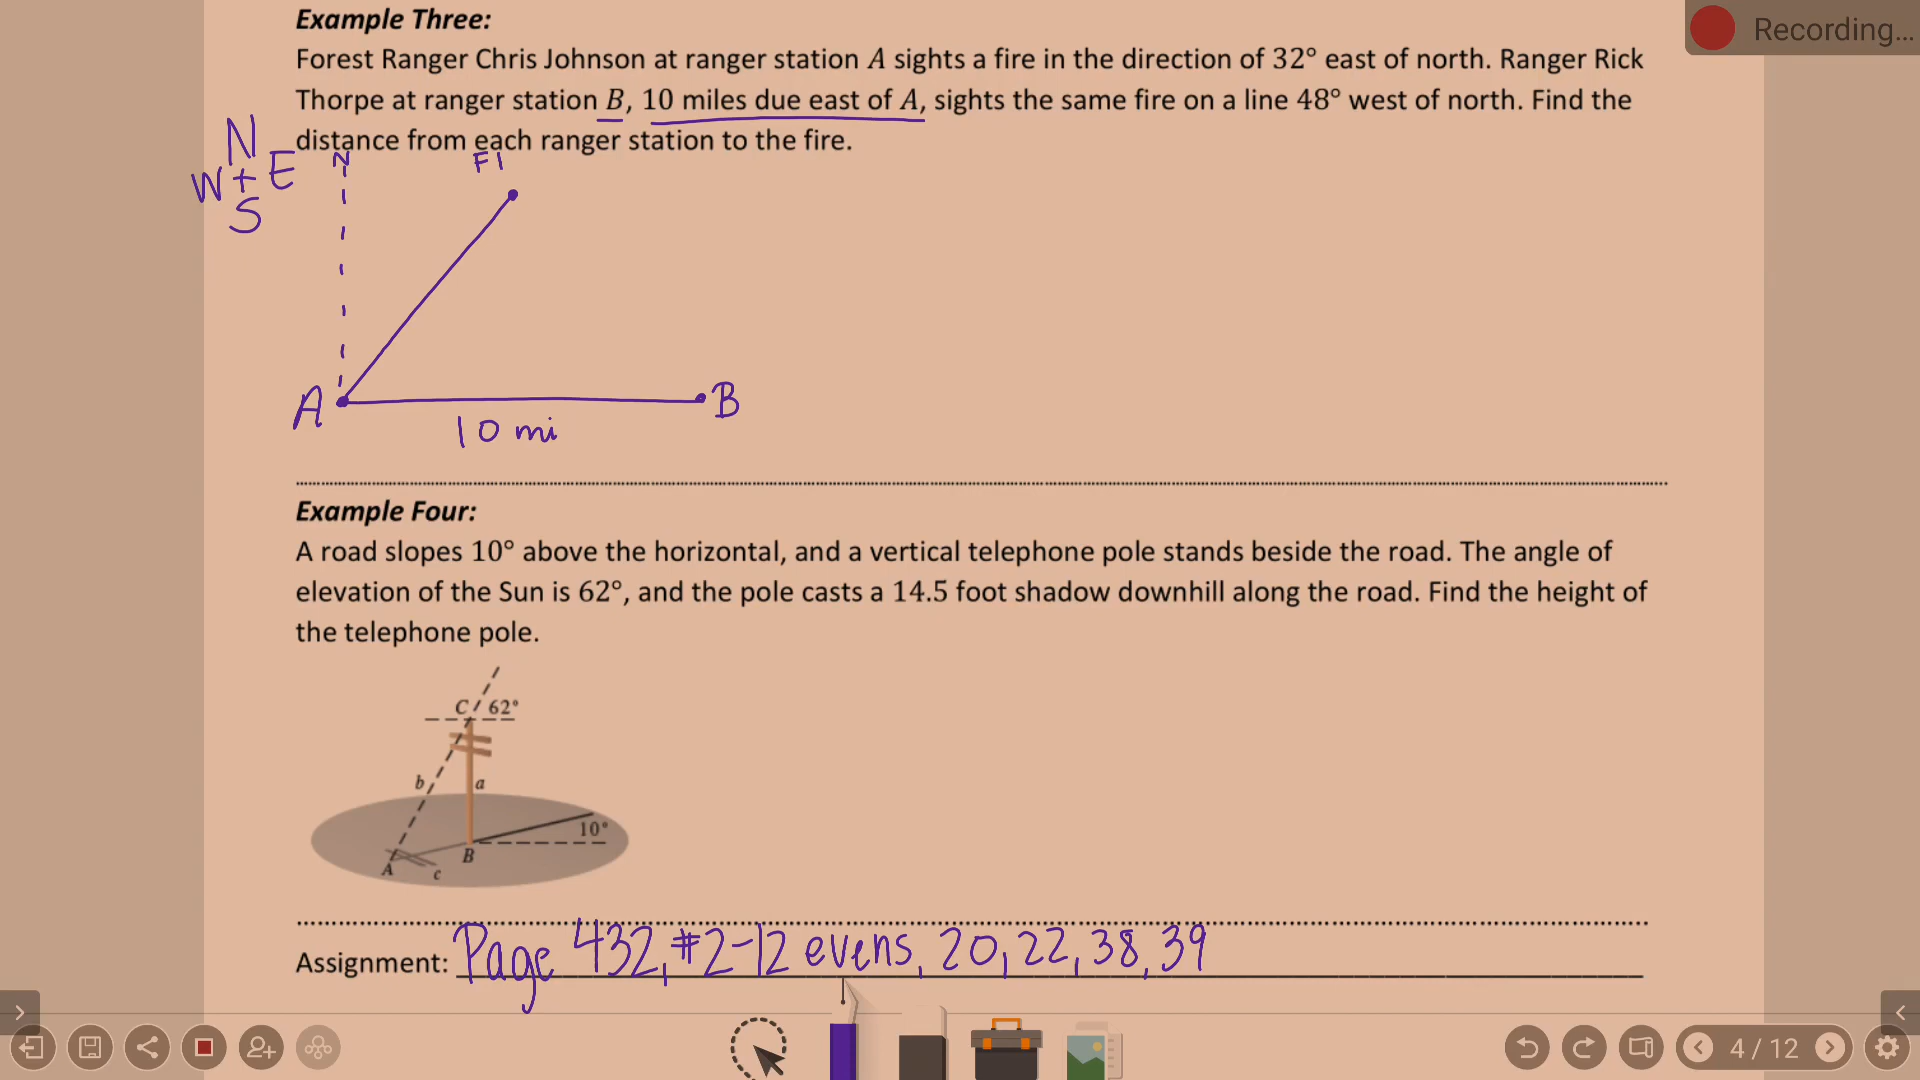 Recording...
Example Three:
Forest Ranger Chris Johnson at ranger station A sights a fire in the direction of 32° east of north. Ranger Rick
Thorpe at ranger station B, 10 miles due east of A, sights the same fire on a line 48° west of north. Find the
distance from each ranger station to the fire.
N
W + E
S
N
FI
A
B
10 mi
Example Four:
A road slopes 10° above the horizontal, and a vertical telephone pole stands beside the road. The angle of
elevation of the Sun is 62°, and the pole casts a 14.5 foot shadow downhill along the road. Find the height of
the telephone pole.
C 62°
b a
10°
A B
c
Assignment: Page 432, #2-12 evens, 20, 22, 38, 39
4 / 12